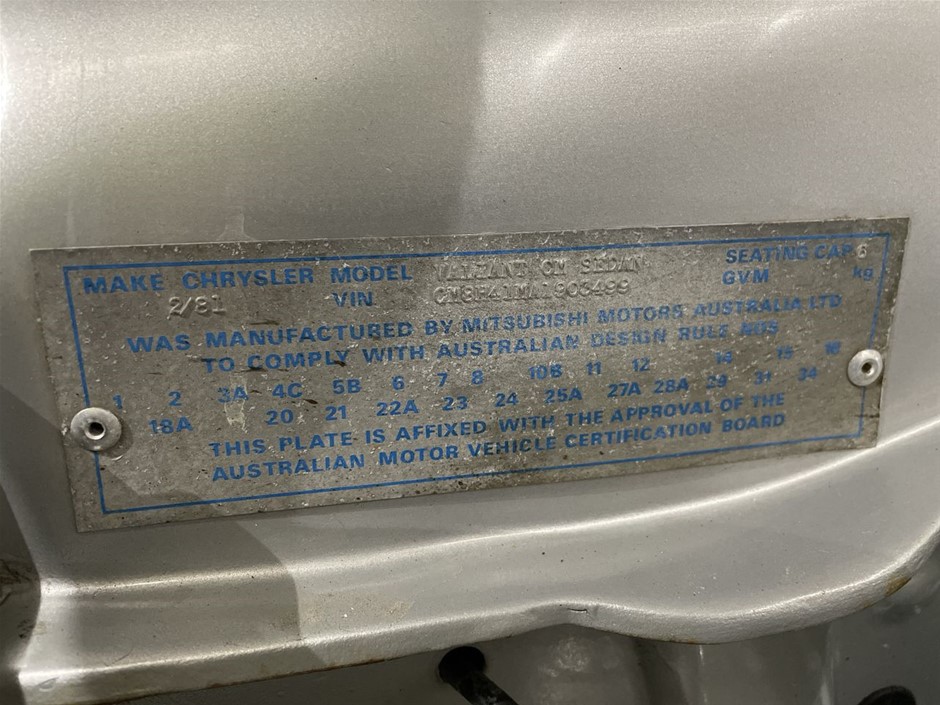 MAKE CHRYSLER MODEL VALIANT CM SEDAN SEATING CAP 6
2/81 VIN CM3H41MA1903499 GVM kg
WAS MANUFACTURED BY MITSUBISHI MOTORS AUSTRALIA LTD
TO COMPLY WITH AUSTRALIAN DESIGN RULE NOS
1 2 3A 4C 5B 6 7 8 10B 11 12 14 15 16
18A 20 21 22A 23 24 25A 27A 28A 29 31 34
THIS PLATE IS AFFIXED WITH THE APPROVAL OF THE
AUSTRALIAN MOTOR VEHICLE CERTIFICATION BOARD